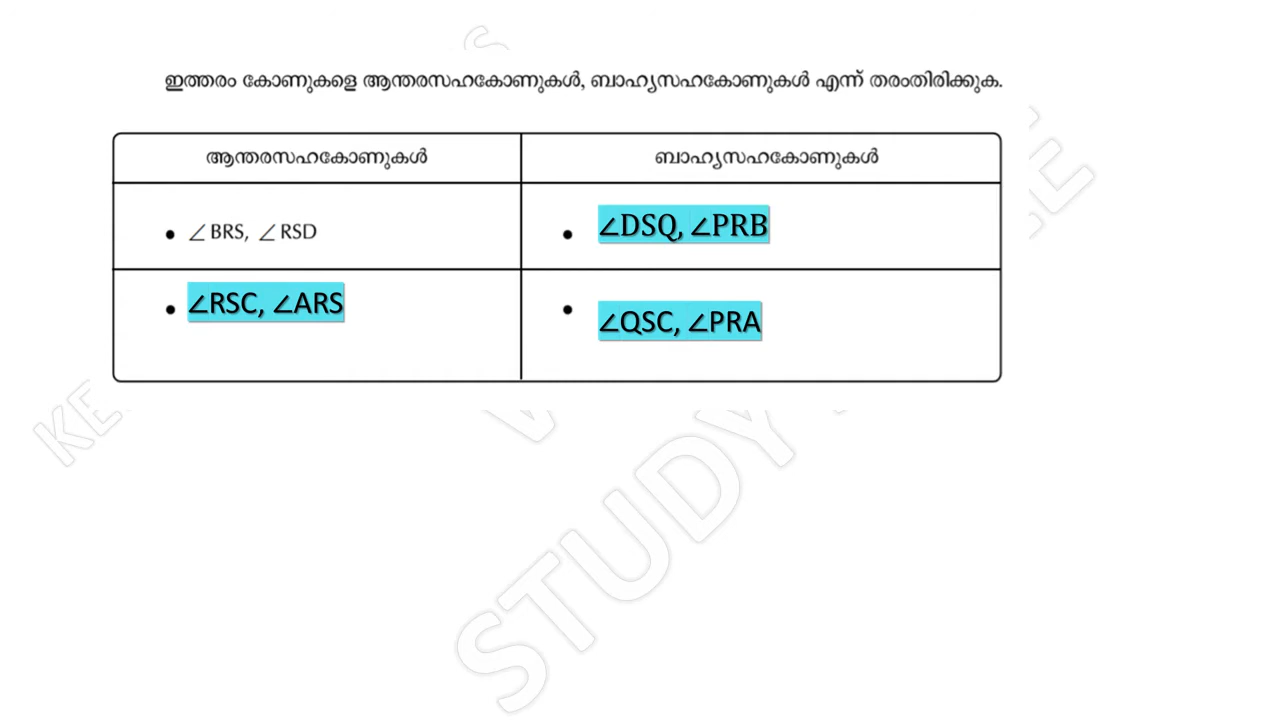 ഇത്തരം കോണുകളെ ആന്തരസഹകോണുകൾ, ബാഹ്യസഹകോണുകൾ എന്ന് തരംതിരിക്കുക.
ആന്തരസഹകോണുകൾ ബാഹ്യസഹകോണുകൾ
• ∠BRS, ∠RSD • ∠DSQ, ∠PRB
• ∠RSC, ∠ARS • ∠QSC, ∠PRA
STUDY